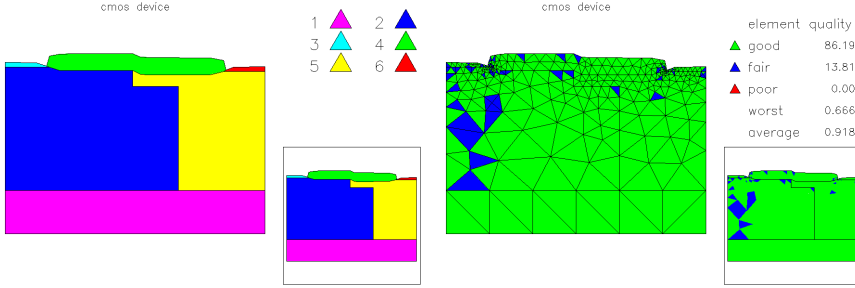 cmos device
1 2
3 4
5 6
cmos device
element quality
good 86.19
fair 13.81
poor 0.00
worst 0.666
average 0.918